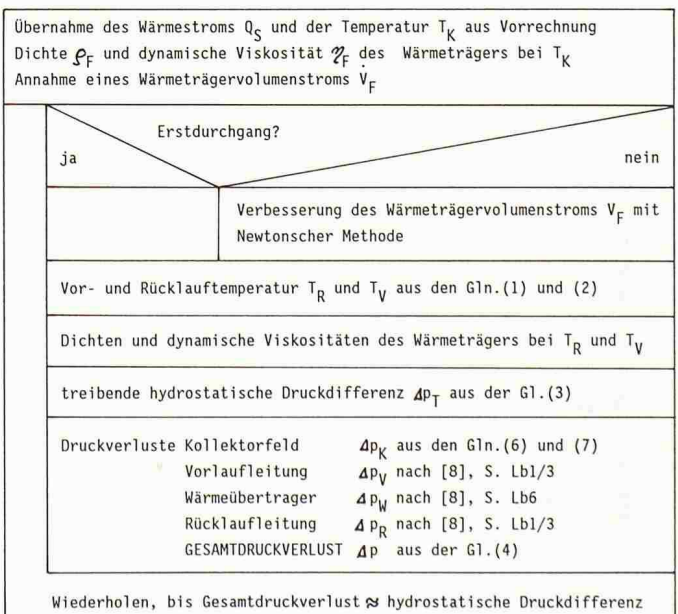 Übernahme des Wärmestroms Q_S und der Temperatur T_K aus Vorrechnung
Dichte ϱ_F und dynamische Viskosität η_F des Wärmeträgers bei T_K
Annahme eines Wärmeträgervolumenstroms V̇_F
Erstdurchgang?
ja nein
Verbesserung des Wärmeträgervolumenstroms V_F mit
Newtonscher Methode
Vor- und Rücklauftemperatur T_R und T_V aus den Gln.(1) und (2)
Dichten und dynamische Viskositäten des Wärmeträgers bei T_R und T_V
treibende hydrostatische Druckdifferenz Δp_T aus der Gl.(3)
Druckverluste Kollektorfeld Δp_K aus den Gln.(6) und (7)
Vorlaufleitung Δp_V nach [8], S. Lb1/3
Wärmeübertrager Δp_W nach [8], S. Lb6
Rücklaufleitung Δp_R nach [8], S. Lb1/3
GESAMTDRUCKVERLUST Δp aus der Gl.(4)
Wiederholen, bis Gesamtdruckverlust ≈ hydrostatische Druckdifferenz